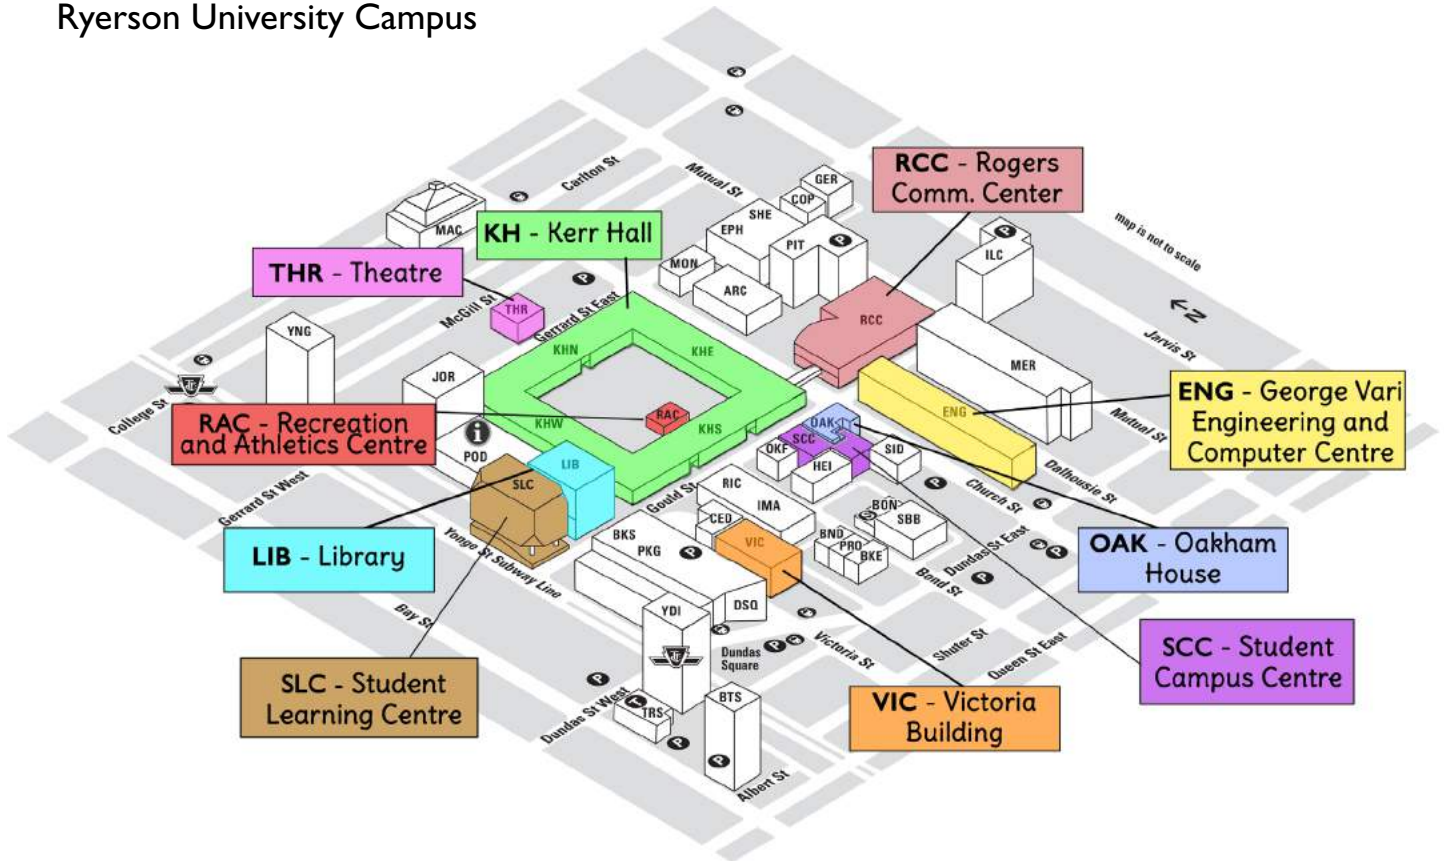 Ryerson University Campus
Carlton St
Mutual St
GER
COP
SHE
EPH
PIT
P
RCC - Rogers
Comm. Center
map is not to scale
P
ILC
MAC
KH - Kerr Hall
THR - Theatre
MON
ARC
P
N
McGill St
THR
Gerrard St East
RCC
Jarvis St
YNG
KHN
KHE
MER
JOR
College St
RAC - Recreation
and Athletics Centre
RAC
KHW
KHS
ENG
ENG - George Vari
Engineering and
Computer Centre
Mutual St
OAK
SCC
OKF
HEI
SID
i
POD
LIB
SLC
Gerrard St West
Gould St
RIC
IMA
P
Church St
Dalhousie St
LIB - Library
Yonge St Subway Line
BKS
PKG
P
CED
VIC
BON
S
SBB
BND
PRO
BKE
Dundas St East
P
P
Bond St
OAK - Oakham
House
Bay St
YDI
DSQ
Dundas
Square
P
Victoria St
Shuter St
Queen St East
SLC - Student
Learning Centre
SCC - Student
Campus Centre
P
Dundas St West
TRS
BTS
P
P
VIC - Victoria
Building
Albert St